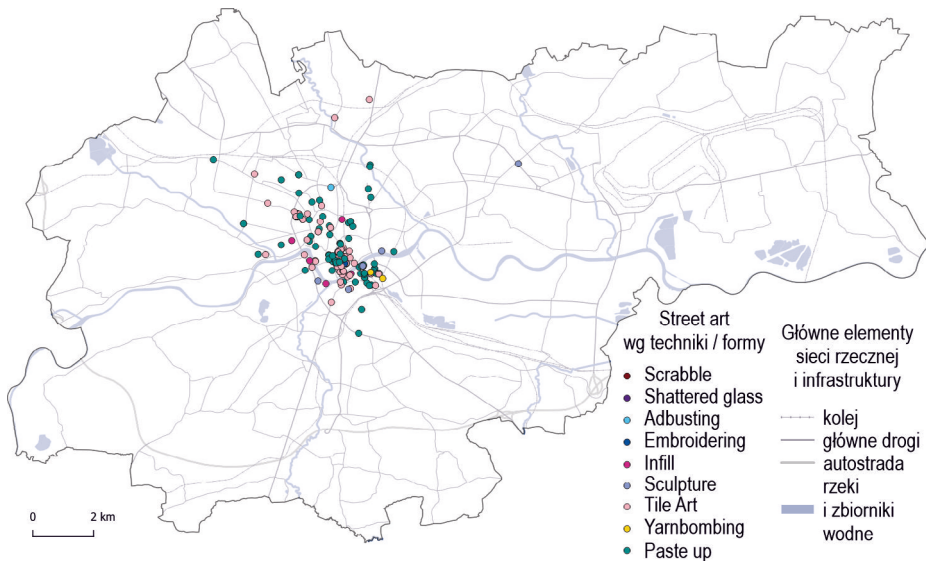 Street art
wg techniki / formy
Scrabble
Shattered glass
Adbusting
Embroidering
Infill
Sculpture
Tile Art
Yarnbombing
Paste up
Główne elementy
sieci rzecznej
i infrastruktury
kolej
główne drogi
autostrada
rzeki
i zbiorniki
wodne
0 2 km